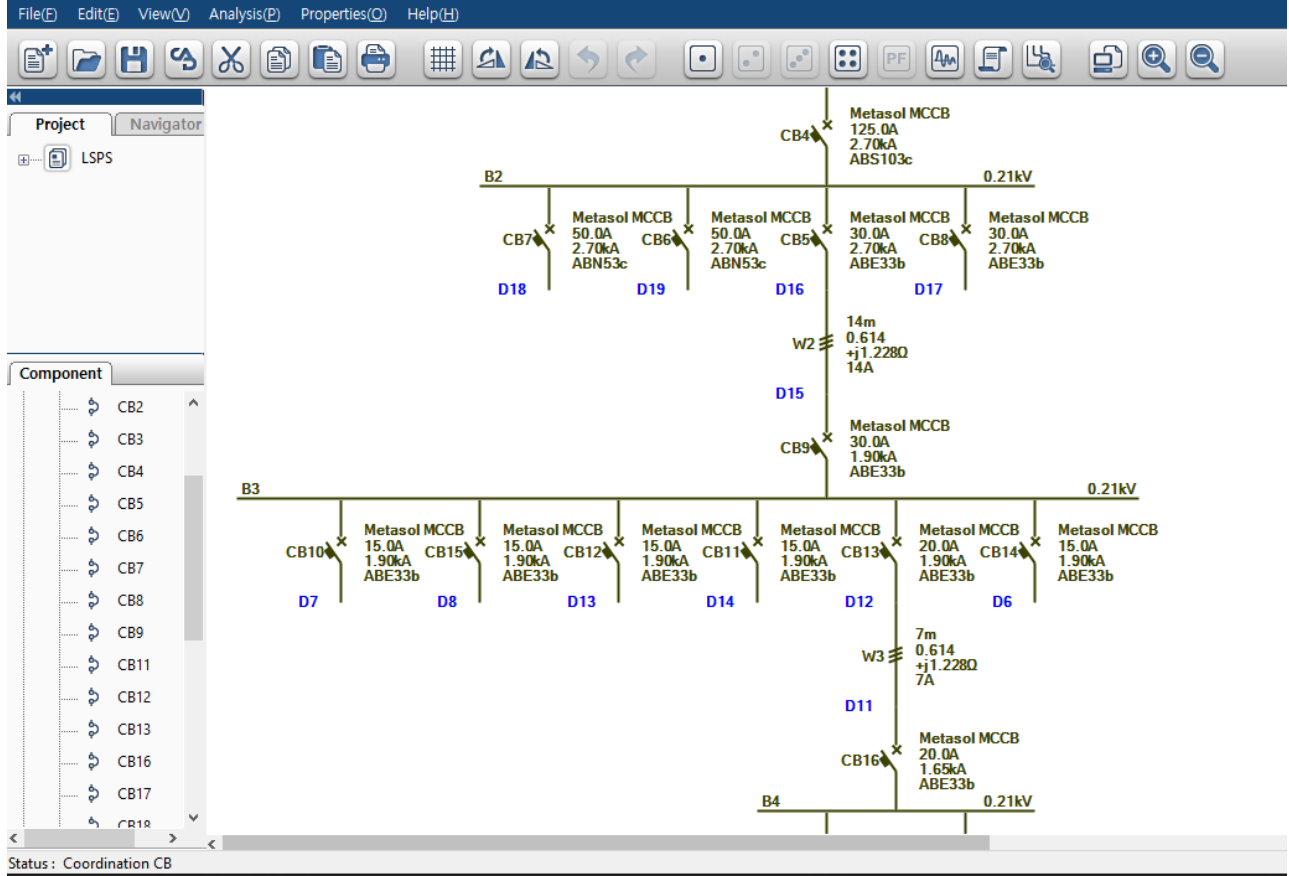 File(F) Edit(E) View(V) Analysis(P) Properties(O) Help(H)
PF
Project Navigator
LSPS
Component
CB2
CB3
CB4
CB5
CB6
CB7
CB8
CB9
CB11
CB12
CB13
CB16
CB17
CB18
CB4
Metasol MCCB
125.0A
2.70kA
ABS103c
B2 0.21kV
CB7
Metasol MCCB
50.0A
2.70kA
ABN53c
D18
CB6
Metasol MCCB
50.0A
2.70kA
ABN53c
D19
CB5
Metasol MCCB
30.0A
2.70kA
ABE33b
D16
CB8
Metasol MCCB
30.0A
2.70kA
ABE33b
D17
W2
14m
0.614
+j1.228Ω
14A
D15
CB9
Metasol MCCB
30.0A
1.90kA
ABE33b
B3 0.21kV
CB10
Metasol MCCB
15.0A
1.90kA
ABE33b
D7
CB15
Metasol MCCB
15.0A
1.90kA
ABE33b
D8
CB12
Metasol MCCB
15.0A
1.90kA
ABE33b
D13
CB11
Metasol MCCB
15.0A
1.90kA
ABE33b
D14
CB13
Metasol MCCB
20.0A
1.90kA
ABE33b
D12
CB14
Metasol MCCB
15.0A
1.90kA
ABE33b
D6
W3
7m
0.614
+j1.228Ω
7A
D11
CB16
Metasol MCCB
20.0A
1.65kA
ABE33b
B4 0.21kV
Status : Coordination CB